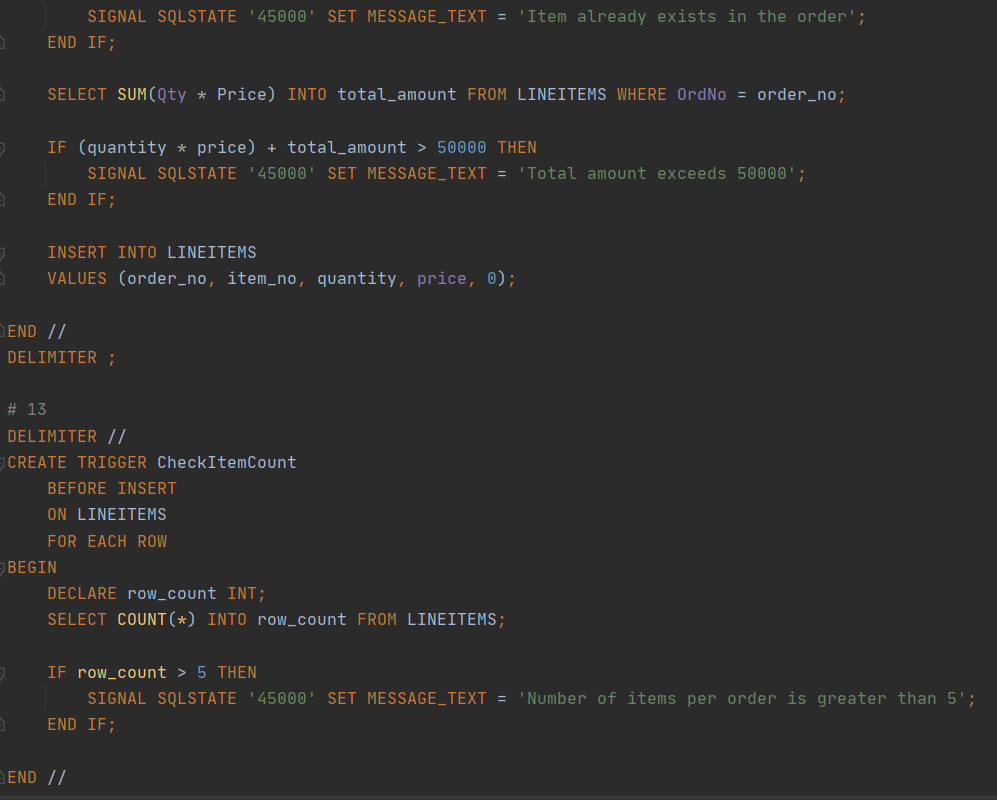 SIGNAL SQLSTATE '45000' SET MESSAGE_TEXT = 'Item already exists in the order';
END IF;
SELECT SUM(Qty * Price) INTO total_amount FROM LINEITEMS WHERE OrdNo = order_no;
IF (quantity * price) + total_amount > 50000 THEN
SIGNAL SQLSTATE '45000' SET MESSAGE_TEXT = 'Total amount exceeds 50000';
END IF;
INSERT INTO LINEITEMS
VALUES (order_no, item_no, quantity, price, 0);
END //
DELIMITER ;
# 13
DELIMITER //
CREATE TRIGGER CheckItemCount
BEFORE INSERT
ON LINEITEMS
FOR EACH ROW
BEGIN
DECLARE row_count INT;
SELECT COUNT(*) INTO row_count FROM LINEITEMS;
IF row_count > 5 THEN
SIGNAL SQLSTATE '45000' SET MESSAGE_TEXT = 'Number of items per order is greater than 5';
END IF;
END //